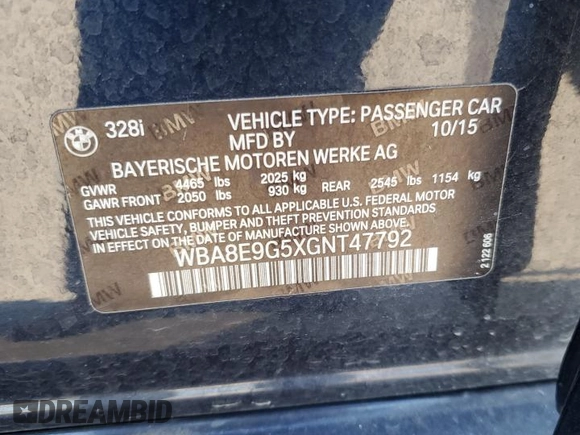 328i VEHICLE TYPE: PASSENGER CAR
MFD BY 10/15
BAYERISCHE MOTOREN WERKE AG
GVWR 4465 lbs 2025 kg
GAWR FRONT 2050 lbs 930 kg REAR 2545 lbs 1154 kg
THIS VEHICLE CONFORMS TO ALL APPLICABLE U.S. FEDERAL MOTOR
VEHICLE SAFETY, BUMPER AND THEFT PREVENTION STANDARDS IN
EFFECT ON THE DATE OF MANUFACTURE SHOWN ABOVE.
WBA8E9G5XGNT47792
2 122 606
DREAMBID